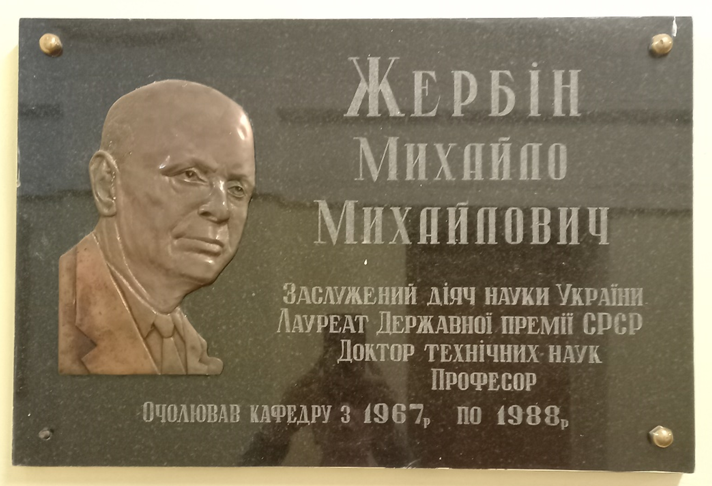 Жербін
Михайло
Михайлович
Заслужений діяч науки України
Лауреат Державної премії СРСР
Доктор технічних наук
Професор
Очолював кафедру з 1967р по 1988р